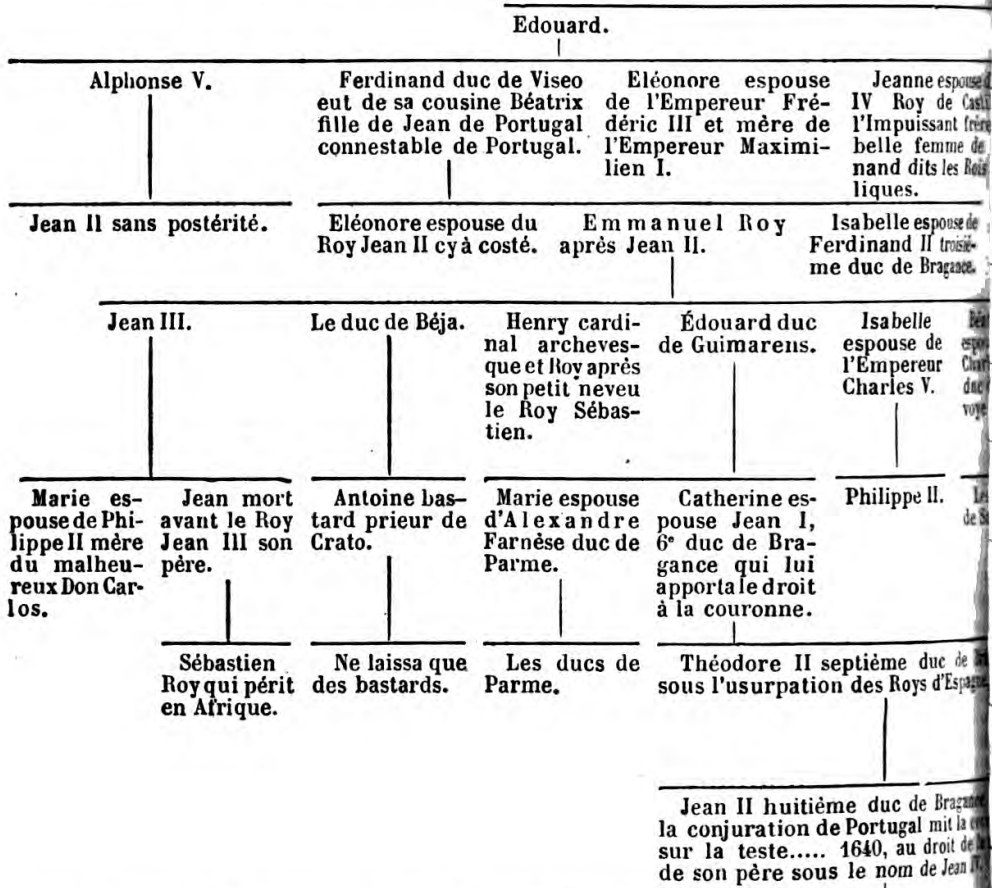 Edouard.
Alphonse V.
Ferdinand duc de Viseo
eut de sa cousine Béatrix
fille de Jean de Portugal
connestable de Portugal.
Eléonore espouse
de l'Empereur Fré-
déric III et mère de
l'Empereur Maximi-
lien I.
Jeanne espouse
IV Roy de
l'Impuissant frère
belle femme de
nand dits les Rois
liques.
Jean II sans postérité.
Eléonore espouse du
Roy Jean II cy à costé.
Emmanuel Roy
après Jean II.
Isabelle espouse de
Ferdinand II troisiè-
me duc de Bragance.
Jean III.
Le duc de Béja.
Henry cardi-
nal archeves-
que et Roy après
son petit neveu
le Roy Sébas-
tien.
Édouard duc
de Guimarens.
Isabelle
espouse de
l'Empereur
Charles V.
duc
voye
Marie es-
pouse de Phi-
lippe II mère
du malheu-
reux Don Car-
los.
Jean mort
avant le Roy
Jean III son
père.
Antoine bas-
tard prieur de
Crato.
Marie espouse
d'Alexandre
Farnèse duc de
Parme.
Catherine es-
pouse Jean I,
6e duc de Bra-
gance qui lui
apporta le droit
à la couronne.
Philippe II.
Sébastien
Roy qui périt
en Afrique.
Ne laissa que
des bastards.
Les ducs de
Parme.
Théodore II septième duc de
sous l'usurpation des Roys d'Espagne
Jean II huitième duc de Bragance
la conjuration de Portugal mit la
sur la teste..... 1640, au droit de
de son père sous le nom de Jean IV.